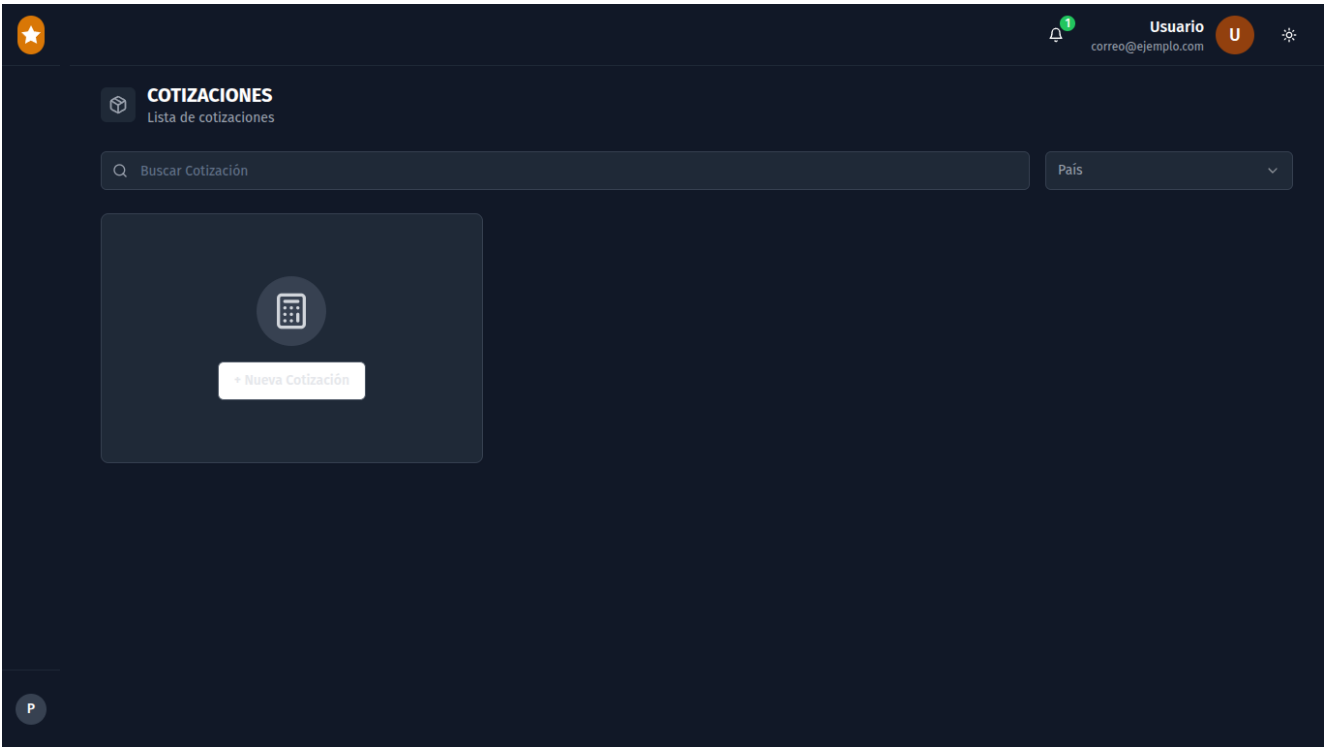 1
Usuario
correo@ejemplo.com
U
COTIZACIONES
Lista de cotizaciones
Buscar Cotización
País
+ Nueva Cotización
P